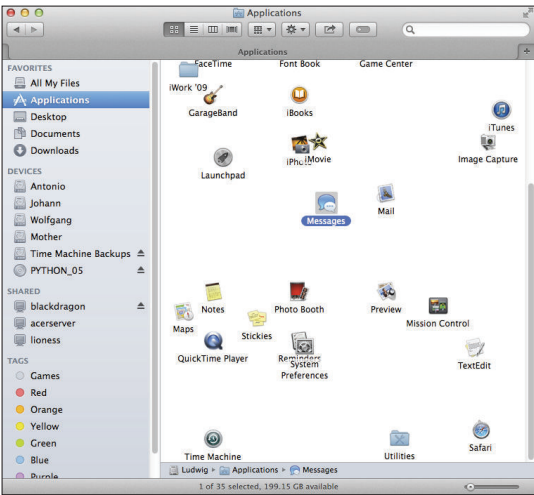 Applications
Applications
FAVORITES
All My Files
Applications
Desktop
Documents
Downloads
DEVICES
Antonio
Johann
Wolfgang
Mother
Time Machine Backups
PYTHON_05
SHARED
blackdragon
acerserver
lioness
TAGS
Games
Red
Orange
Yellow
Green
Blue
Purple
FaceTime
Font Book
Game Center
iWork '09
GarageBand
iBooks
iTunes
iPhoto
iMovie
Image Capture
Launchpad
Messages
Mail
Notes
Photo Booth
Preview
Mission Control
Maps
Stickies
QuickTime Player
Reminders
System
Preferences
TextEdit
Time Machine
Utilities
Safari
Ludwig ▸ Applications ▸ Messages
1 of 35 selected, 199.15 GB available